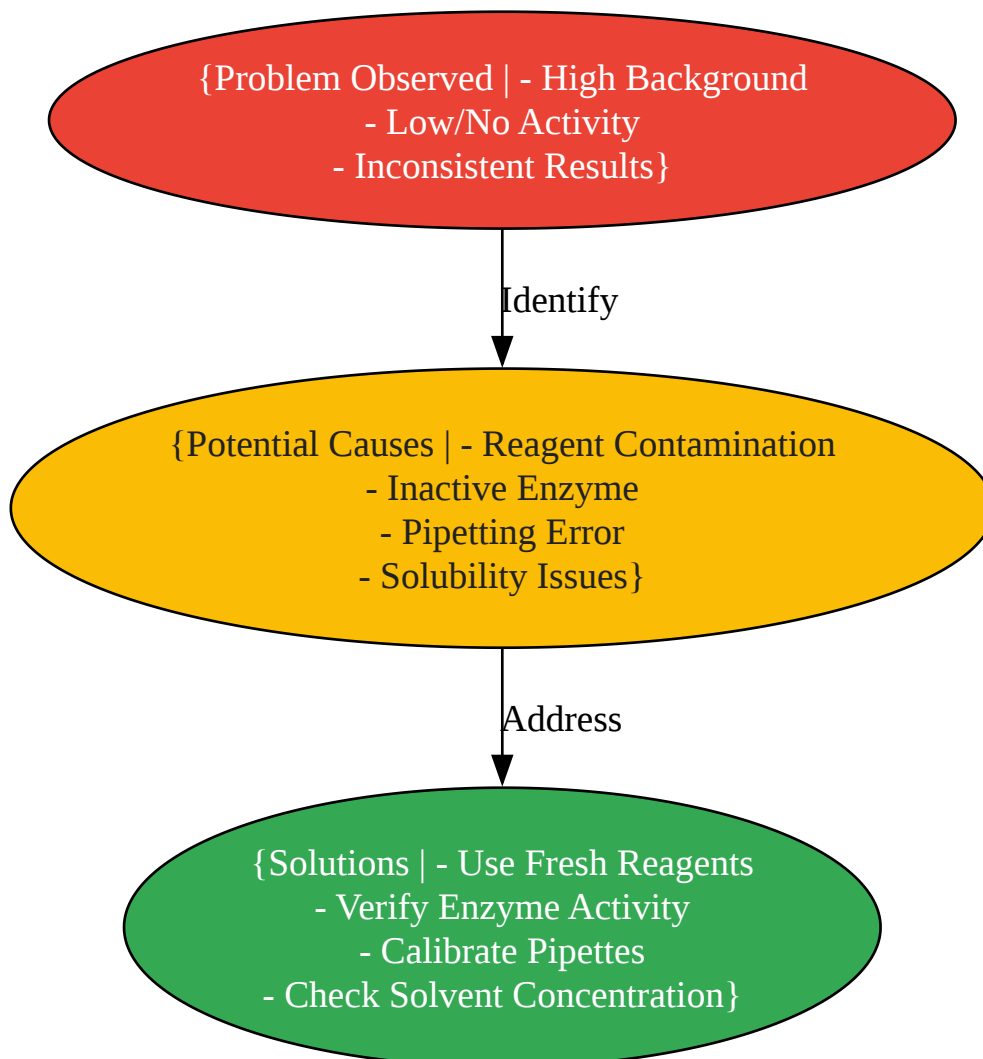 {Problem Observed | - High Background
- Low/No Activity
- Inconsistent Results}
Identify
{Potential Causes | - Reagent Contamination
- Inactive Enzyme
- Pipetting Error
- Solubility Issues}
Address
{Solutions | - Use Fresh Reagents
- Verify Enzyme Activity
- Calibrate Pipettes
- Check Solvent Concentration}